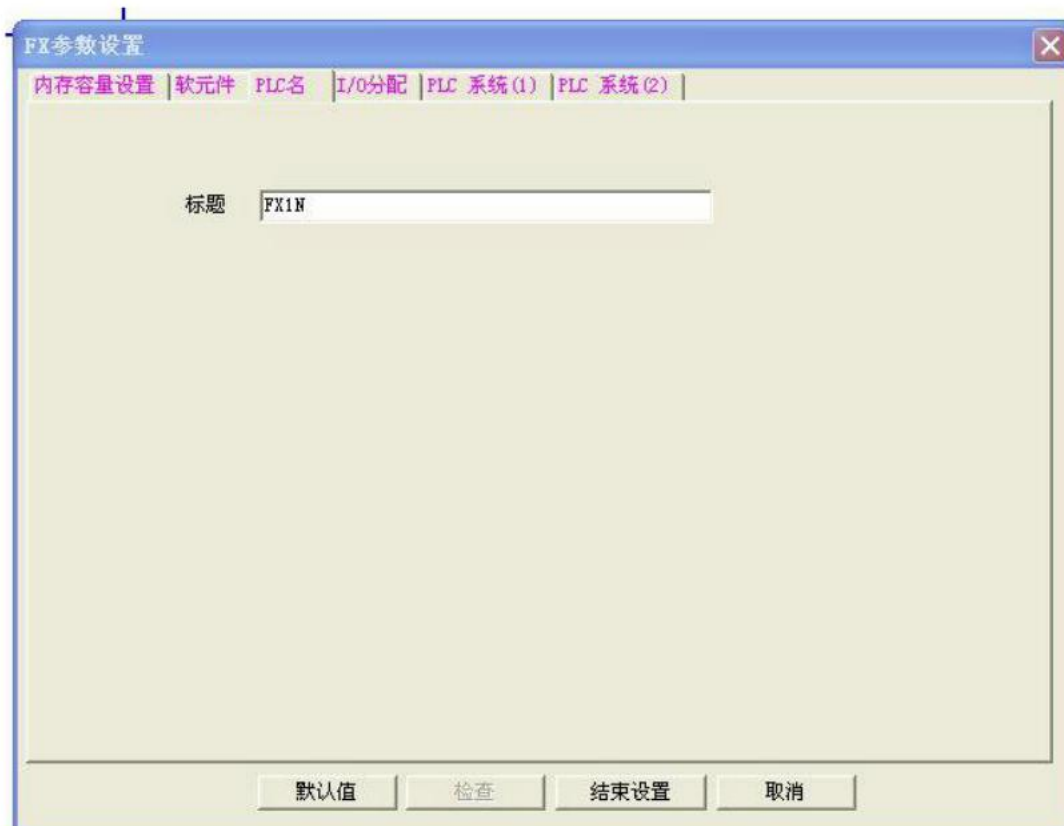 FX参数设置
内存容量设置 软元件 PLC名 I/O分配 PLC 系统(1) PLC 系统(2)
标题 FX1N
默认值 检查 结束设置 取消